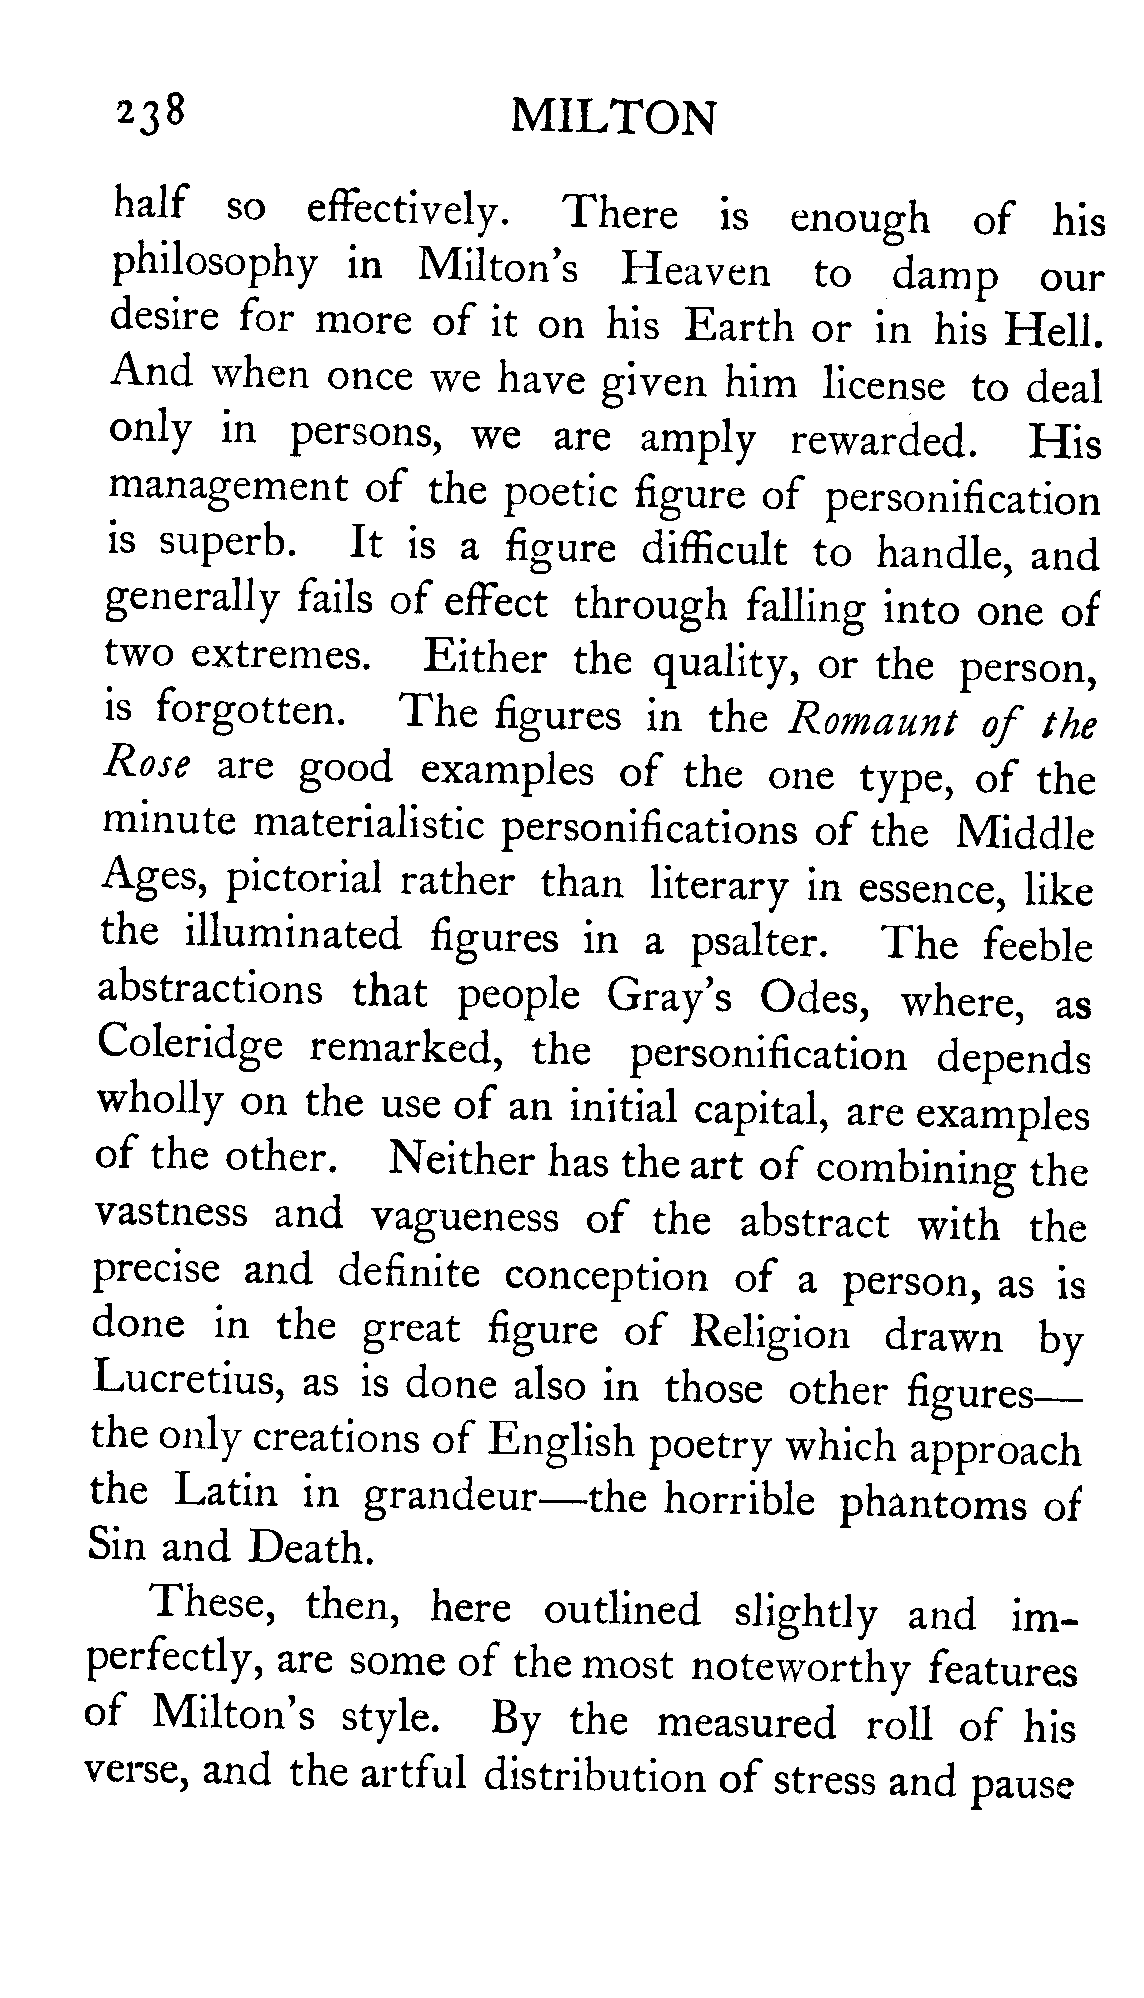 238 MILTON
half so effectively. There is enough of his
philosophy in Milton's Heaven to damp our
desire for more of it on his Earth or in his Hell.
And when once we have given him license to deal
only in persons, we are amply rewarded. His
management of the poetic figure of personification
is superb. It is a figure difficult to handle, and
generally fails of effect through falling into one of
two extremes. Either the quality, or the person,
is forgotten. The figures in the Romaunt of the
Rose are good examples of the one type, of the
minute materialistic personifications of the Middle
Ages, pictorial rather than literary in essence, like
the illuminated figures in a psalter. The feeble
abstractions that people Gray's Odes, where, as
Coleridge remarked, the personification depends
wholly on the use of an initial capital, are examples
of the other. Neither has the art of combining the
vastness and vagueness of the abstract with the
precise and definite conception of a person, as is
done in the great figure of Religion drawn by
Lucretius, as is done also in those other figures—
the only creations of English poetry which approach
the Latin in grandeur—the horrible phantoms of
Sin and Death.
These, then, here outlined slightly and im-
perfectly, are some of the most noteworthy features
of Milton's style. By the measured roll of his
verse, and the artful distribution of stress and pause